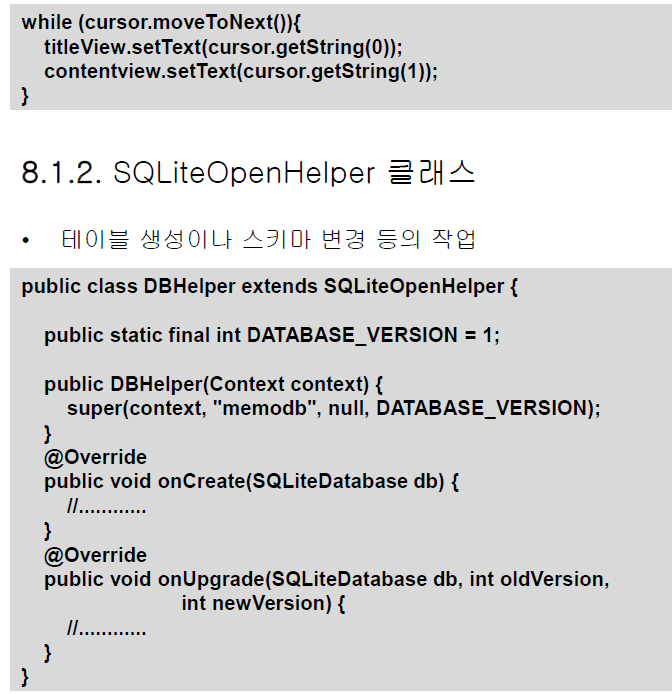 while (cursor.moveToNext()){
titleView.setText(cursor.getString(0));
contentview.setText(cursor.getString(1));
}
8.1.2. SQLiteOpenHelper 클래스
• 테이블 생성이나 스키마 변경 등의 작업
public class DBHelper extends SQLiteOpenHelper {
public static final int DATABASE_VERSION = 1;
public DBHelper(Context context) {
super(context, "memodb", null, DATABASE_VERSION);
}
@Override
public void onCreate(SQLiteDatabase db) {
//............
}
@Override
public void onUpgrade(SQLiteDatabase db, int oldVersion,
int newVersion) {
//............
}
}